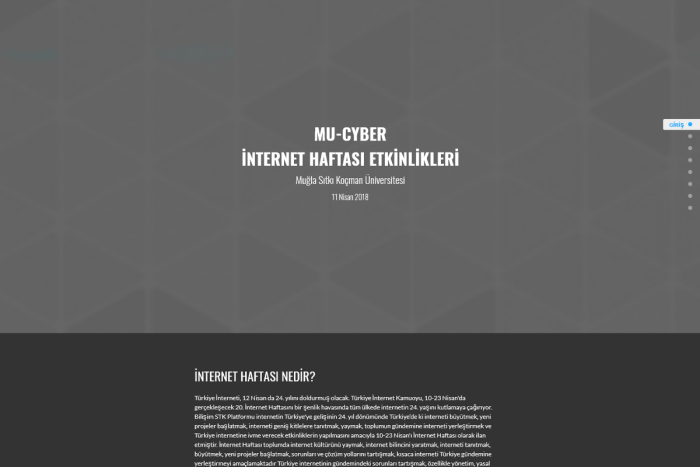 MU-CYBER
İNTERNET HAFTASI ETKİNLİKLERİ
Muğla Sıtkı Koçman Üniversitesi
11 Nisan 2018
GİRİŞ
İNTERNET HAFTASI NEDİR?
Türkiye İnterneti, 12 Nisan da 24. yılını doldurmuş olacak. Türkiye İnternet Kamuoyu, 10-23 Nisan'da
gerçekleşecek 20. İnternet Haftasını bir şenlik havasında tüm ülkede internetin 24. yaşını kutlamaya çağırıyor.
Bilişim STK Platformu internetin Türkiye'ye gelişinin 24. yıl dönümünde Türkiye'de ki interneti büyütmek, yeni
projeler başlatmak, interneti geniş kitlelere tanıtmak, yaymak, toplumun gündemine interneti yerleştirmek ve
Türkiye internetine ivme verecek etkinliklerin yapılmasını amacıyla 10-23 Nisan'ı İnternet Haftası olarak ilan
etmiştir. İnternet Haftası toplumda internet kültürünü yaymak, internet bilincini yaratmak, interneti tanıtmak,
büyütmek, yeni projeler başlatmak, sorunları ve çözüm yollarını tartışmak, kısaca interneti Türkiye gündemine
yerleştirmeyi amaçlamaktadır Türkiye internetinin gündemindeki sorunları tartışmak, özellikle yönetim, yasal